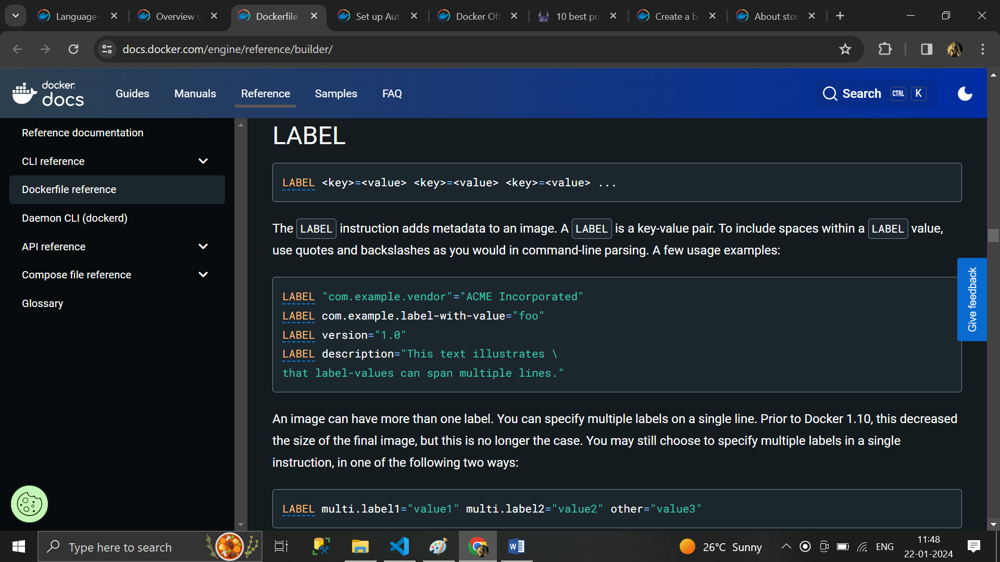 Language-
Overview c
Dockerfile
Set up Aut
Docker Off
10 best pra
Create a ba
About stor
docs.docker.com/engine/reference/builder/
docker
docs
Guides
Manuals
Reference
Samples
FAQ
Search
CTRL
K
Reference documentation
CLI reference
Dockerfile reference
Daemon CLI (dockerd)
API reference
Compose file reference
Glossary
LABEL
LABEL <key>=<value> <key>=<value> <key>=<value> ...
The LABEL instruction adds metadata to an image. A LABEL is a key-value pair. To include spaces within a LABEL value,
use quotes and backslashes as you would in command-line parsing. A few usage examples:
LABEL "com.example.vendor"="ACME Incorporated"
LABEL com.example.label-with-value="foo"
LABEL version="1.0"
LABEL description="This text illustrates \
that label-values can span multiple lines."
An image can have more than one label. You can specify multiple labels on a single line. Prior to Docker 1.10, this decreased
the size of the final image, but this is no longer the case. You may still choose to specify multiple labels in a single
instruction, in one of the following two ways:
LABEL multi.label1="value1" multi.label2="value2" other="value3"
Give feedback
Type here to search
W
26°C Sunny
ENG
11:48
22-01-2024